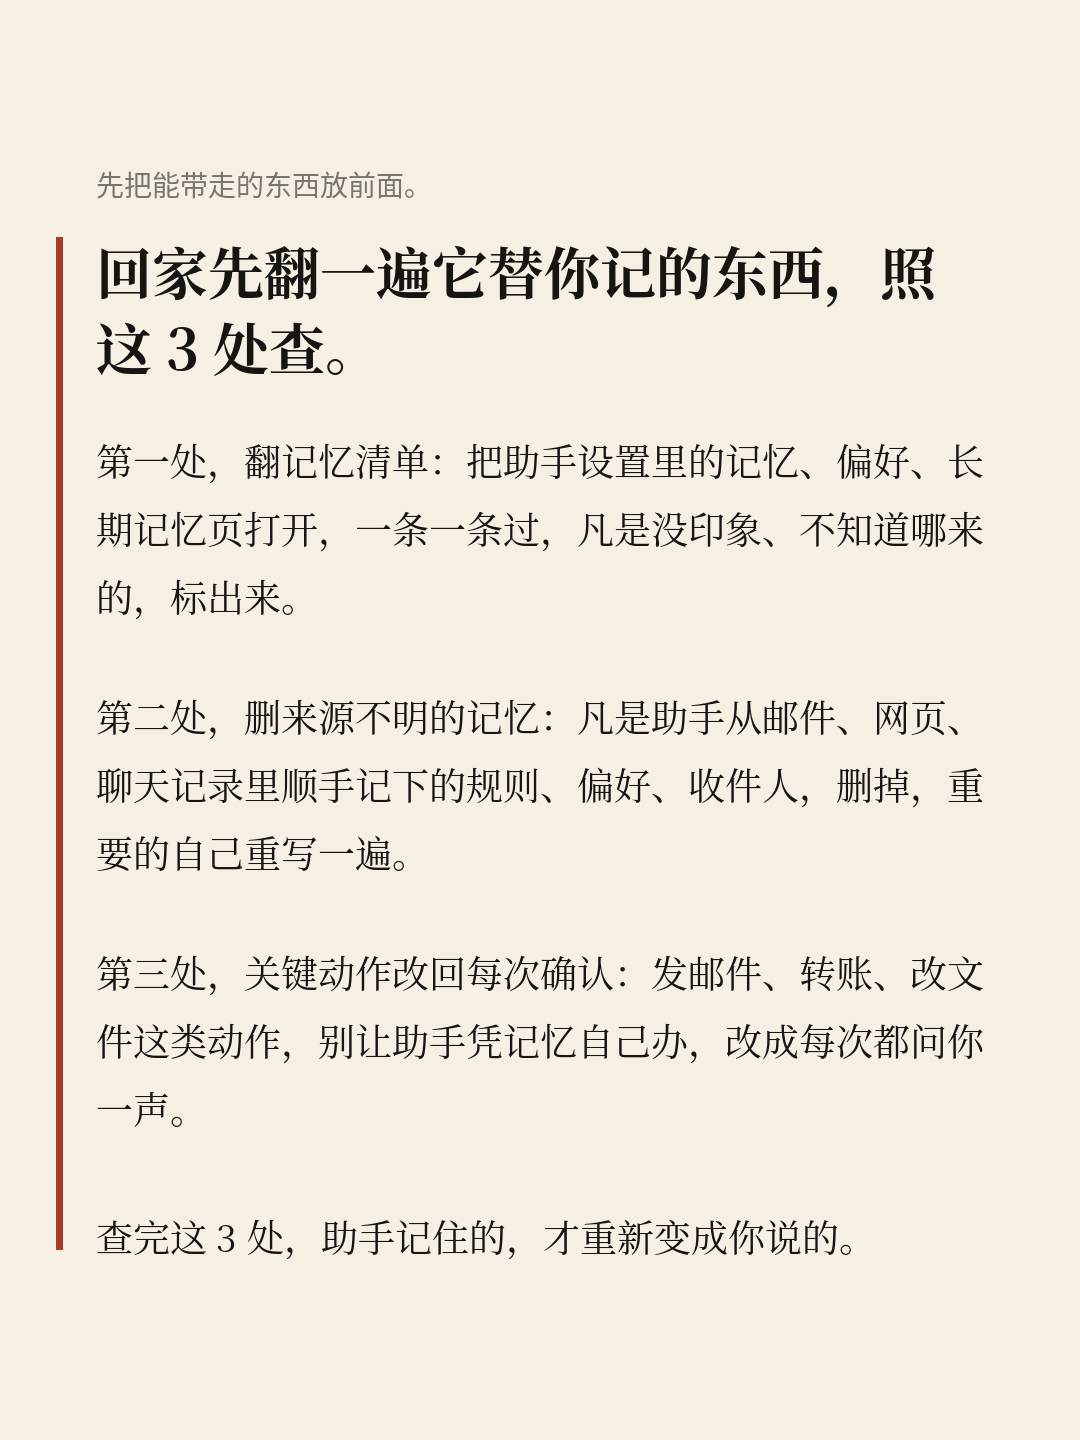 先把能带走的东西放前面。
回家先翻一遍它替你记的东西，照
这 3 处查。
第一处，翻记忆清单：把助手设置里的记忆、偏好、长
期记忆页打开，一条一条过，凡是没印象、不知道哪来
的，标出来。
第二处，删来源不明的记忆：凡是助手从邮件、网页、
聊天记录里顺手记下的规则、偏好、收件人，删掉，重
要的自己重写一遍。
第三处，关键动作改回每次确认：发邮件、转账、改文
件这类动作，别让助手凭记忆自己办，改成每次都问你
一声。
查完这 3 处，助手记住的，才重新变成你说的。